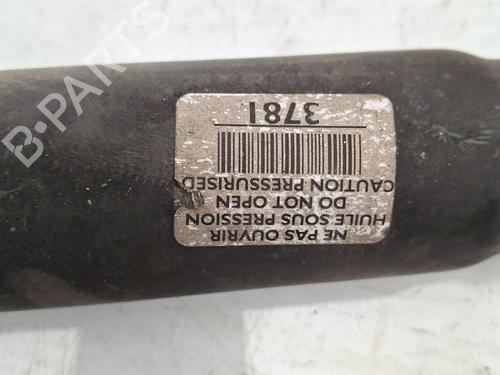 NE PAS OUVRIR
HUILE SOUS PRESSION
DO NOT OPEN
CAUTION PRESSURISED
3781
B-PARTS